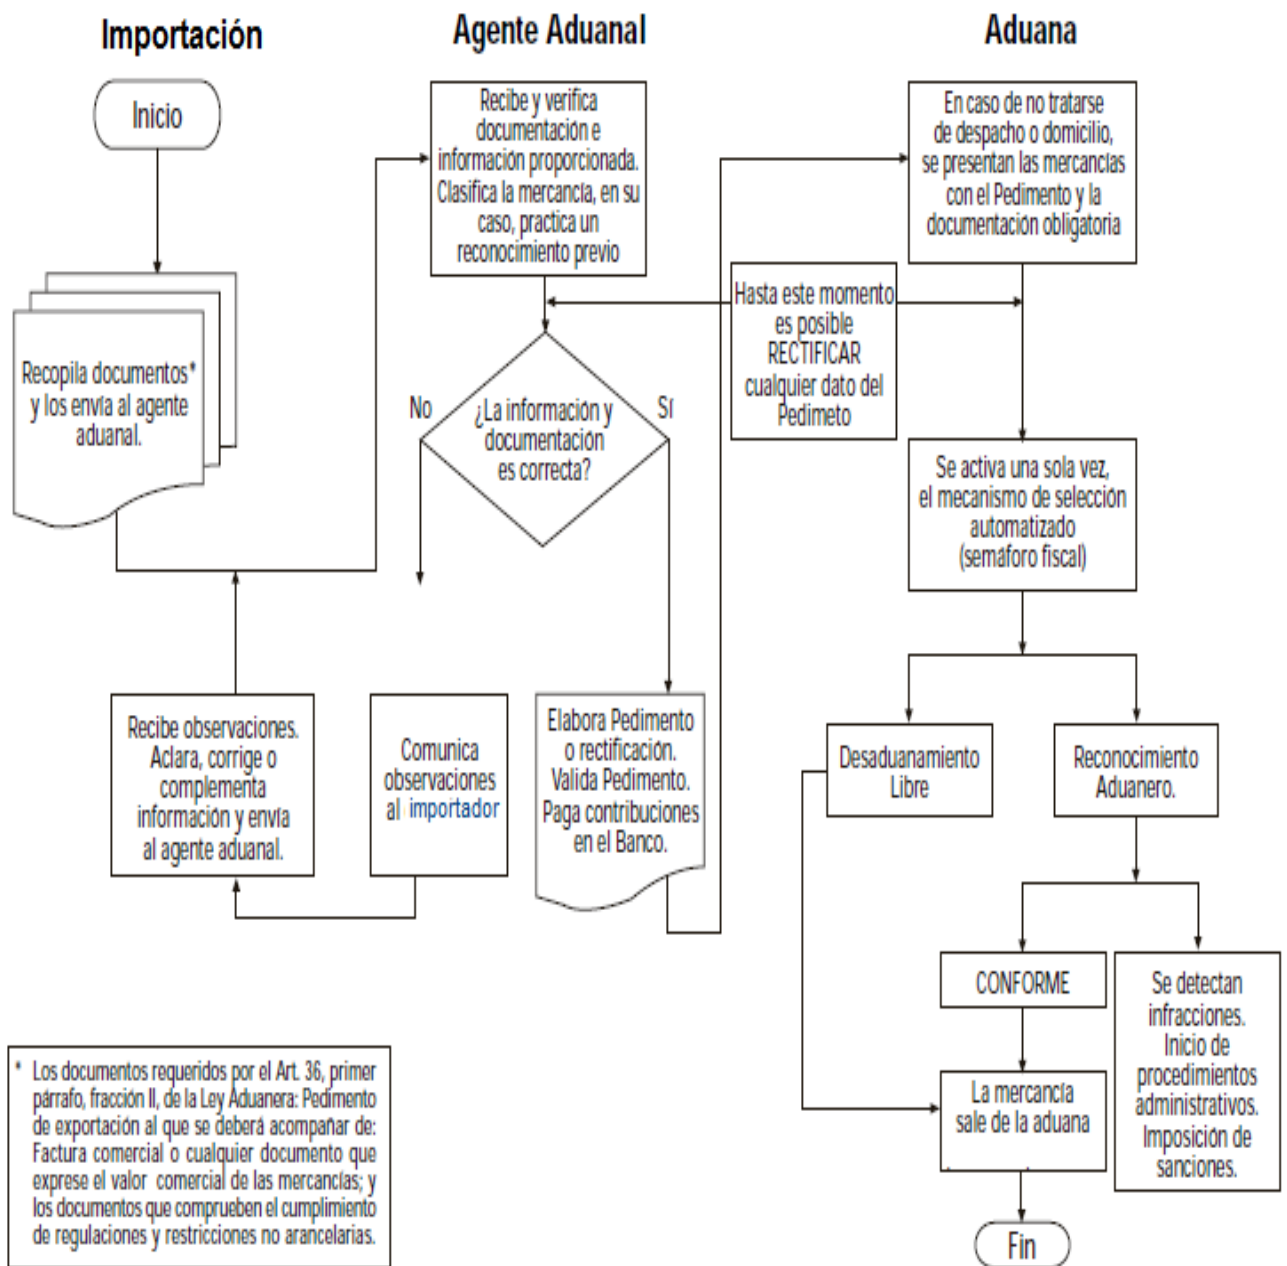 Importación
Agente Aduanal
Aduana
Inicio
Recopila documentos*
y los envía al agente
aduanal.
Recibe observaciones.
Aclara, corrige o
complementa
información y envía
al agente aduanal.
Recibe y verifica
documentación e
información proporcionada.
Clasifica la mercancía, en su
caso, practica un
reconocimiento previo
No
¿La información y
documentación
es correcta?
Sí
Comunica
observaciones
al importador
Elabora Pedimento
o rectificación.
Valida Pedimento.
Paga contribuciones
en el Banco.
Hasta este momento
es posible
RECTIFICAR
cualquier dato del
Pedimeto
En caso de no tratarse
de despacho o domicilio,
se presentan las mercancías
con el Pedimento y la
documentación obligatoria
Se activa una sola vez,
el mecanismo de selección
automatizado
(semáforo fiscal)
Desaduanamiento
Libre
Reconocimiento
Aduanero.
CONFORME
Se detectan
infracciones.
Inicio de
procedimientos
administrativos.
Imposición de
sanciones.
La mercancía
sale de la aduana
Fin
* Los documentos requeridos por el Art. 36, primer
párrafo, fracción II, de la Ley Aduanera: Pedimento
de exportación al que se deberá acompañar de:
Factura comercial o cualquier documento que
exprese el valor comercial de las mercancías; y
los documentos que comprueben el cumplimiento
de regulaciones y restricciones no arancelarias.